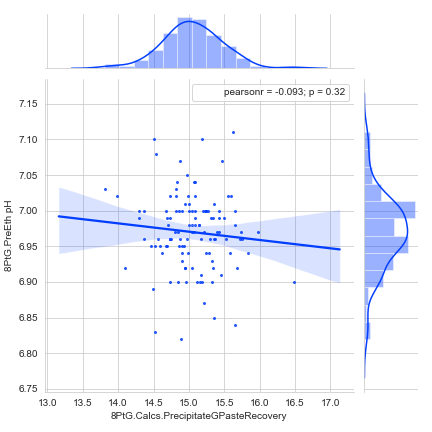 pearsonr = -0.093; p = 0.32
7.15
7.10
7.05
7.00
6.95
6.90
6.85
6.80
6.75
8PtG.PreEth pH
13.0 13.5 14.0 14.5 15.0 15.5 16.0 16.5 17.0
8PtG.Calcs.PrecipitateGPasteRecovery